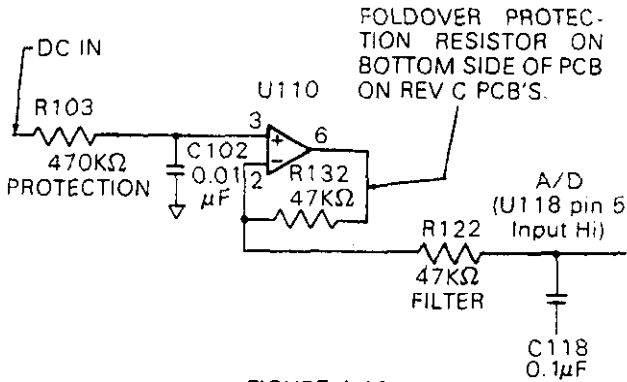 FOLDOVER PROTEC-
TION RESISTOR ON
BOTTOM SIDE OF PCB
ON REV C PCB'S.
DC IN
U110
R103
3
6
+
−
470KΩ
PROTECTION
C102
0.01
μF
2
R132
47KΩ
A/D
(U118 pin 5
Input Hi)
R122
47KΩ
FILTER
C118
0.1μF